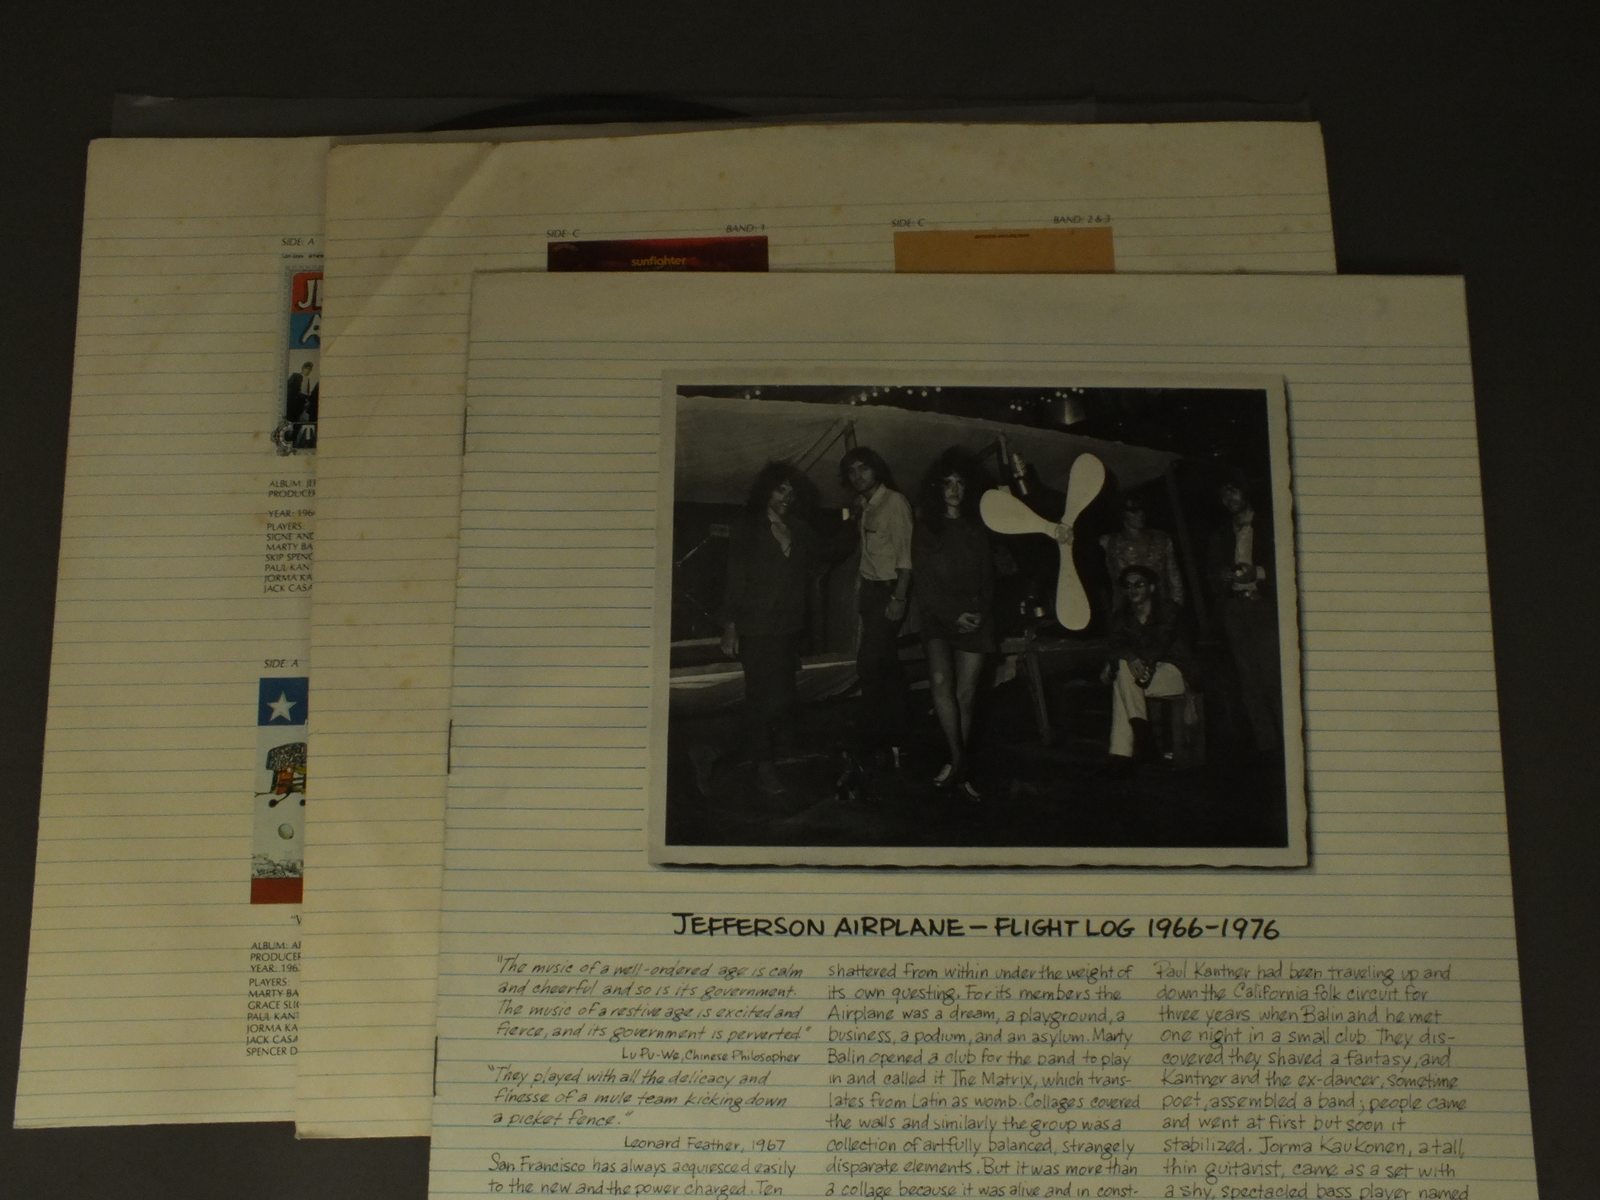 SIDE: A
JE
A
ALBUM: JE
PRODUCE
YEAR: 196
PLAYERS:
SIGNE AND
MARTY BA
SKIP SPENC
PAUL KAN
JORMA KA
JACK CASA
SIDE: A
ALBUM: A
PRODUCER
YEAR: 196
PLAYERS:
MARTY BA
GRACE SLI
PAUL KANT
JORMA KA
JACK CASA
SPENCER D
SIDE: C BAND: 1
sunfighter
SIDE: C BAND: 2 & 3
JEFFERSON AIRPLANE — FLIGHT LOG 1966-1976
"The music of a well-ordered age is calm
and cheerful and so is its government.
The music of a restive age is excited and
fierce, and its government is perverted."
Lu Pu-We, Chinese Philosopher
"They played with all the delicacy and
finesse of a mule team kicking down
a picket fence."
Leonard Feather, 1967
San Francisco has always acquiesced easily
to the new and the power charged. Ten
shattered from within under the weight of
its own questing. For its members the
Airplane was a dream, a playground, a
business, a podium, and an asylum. Marty
Balin opened a club for the band to play
in and called it The Matrix, which trans-
lates from Latin as womb. Collages covered
the walls and similarly the group was a
collection of artfully balanced, strangely
disparate elements. But it was more than
a collage because it was alive and in const-
Paul Kantner had been traveling up and
down the California folk circuit for
three years when Balin and he met
one night in a small club. They dis-
covered they shaved a fantasy, and
Kantner and the ex-dancer, sometime
poet, assembled a band; people came
and went at first but soon it
stabilized. Jorma Kaukonen, a tall,
thin guitarist, came as a set with
a shy, spectacled bass player named